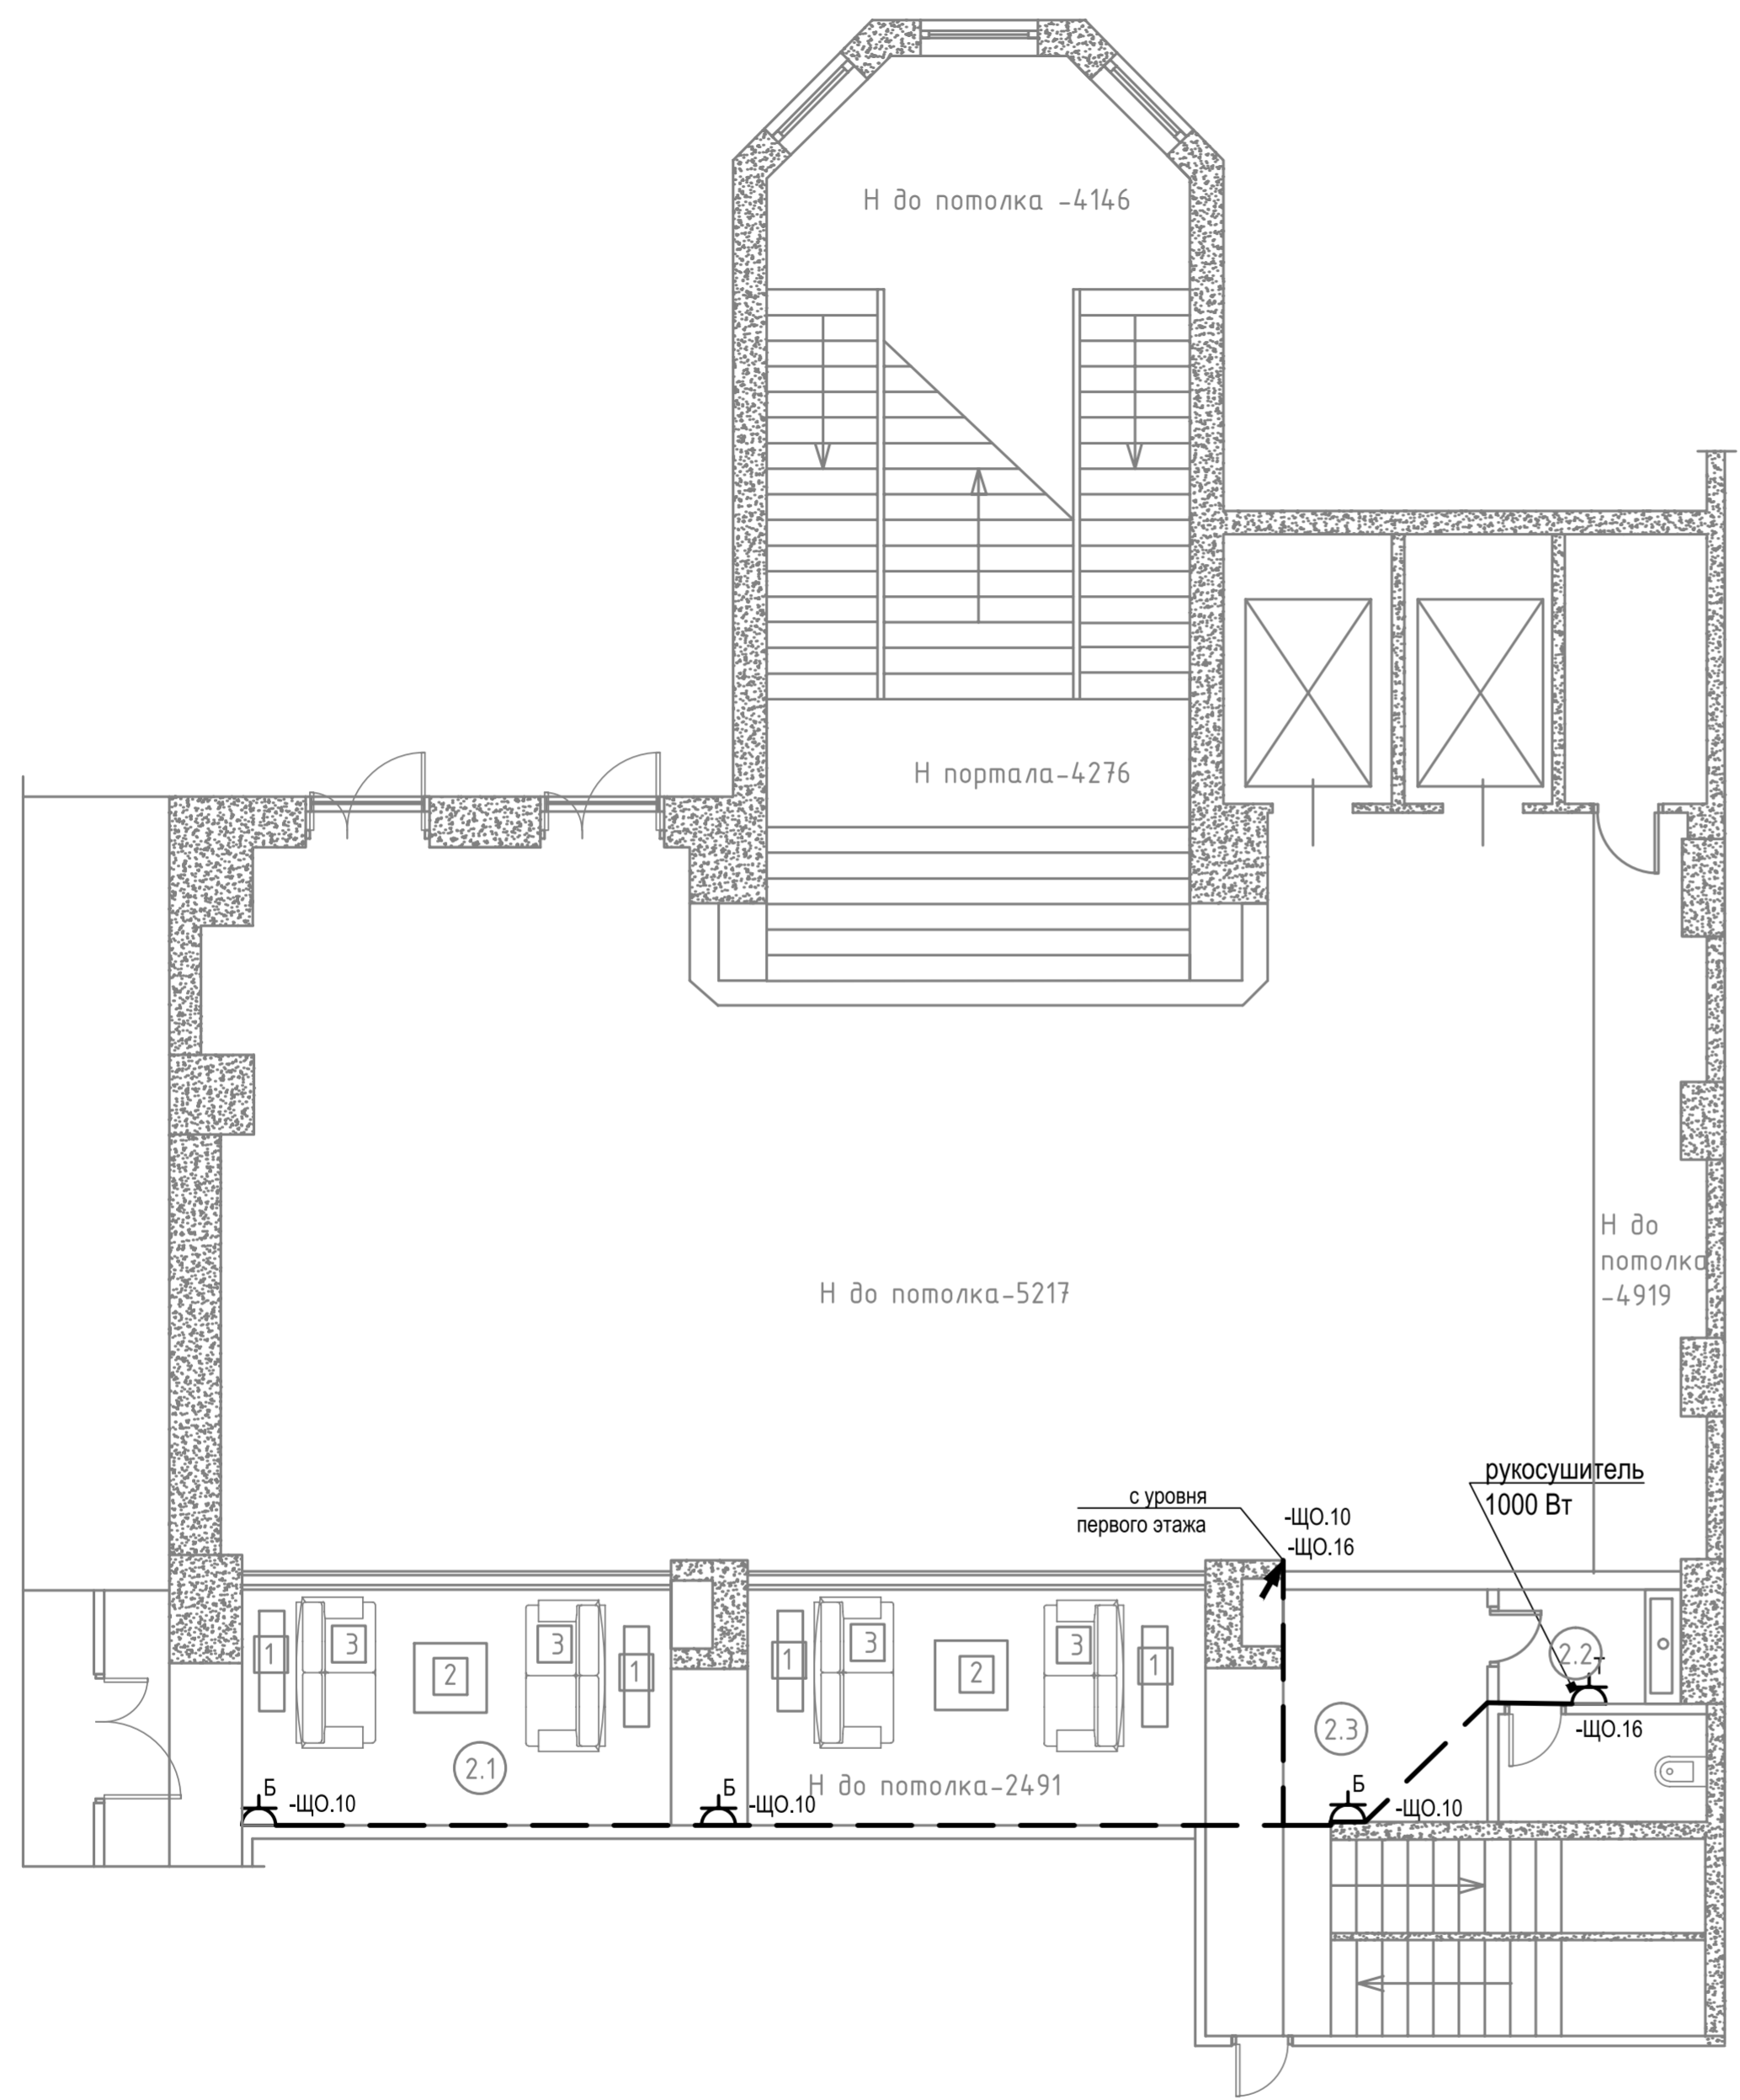 Н до потолка -4146
Н портала-4276
Н до
потолка
-4919
Н до потолка-5217
рукосушитель
1000 Вт
с уровня
первого этажа
-ЩО.10
-ЩО.16
1
3
2
3
1
1
3
2
3
1
2.2
Т
-ЩО.16
2.3
2.1
Н до потолка-2491
Б
-ЩО.10
Б
-ЩО.10
Б
-ЩО.10